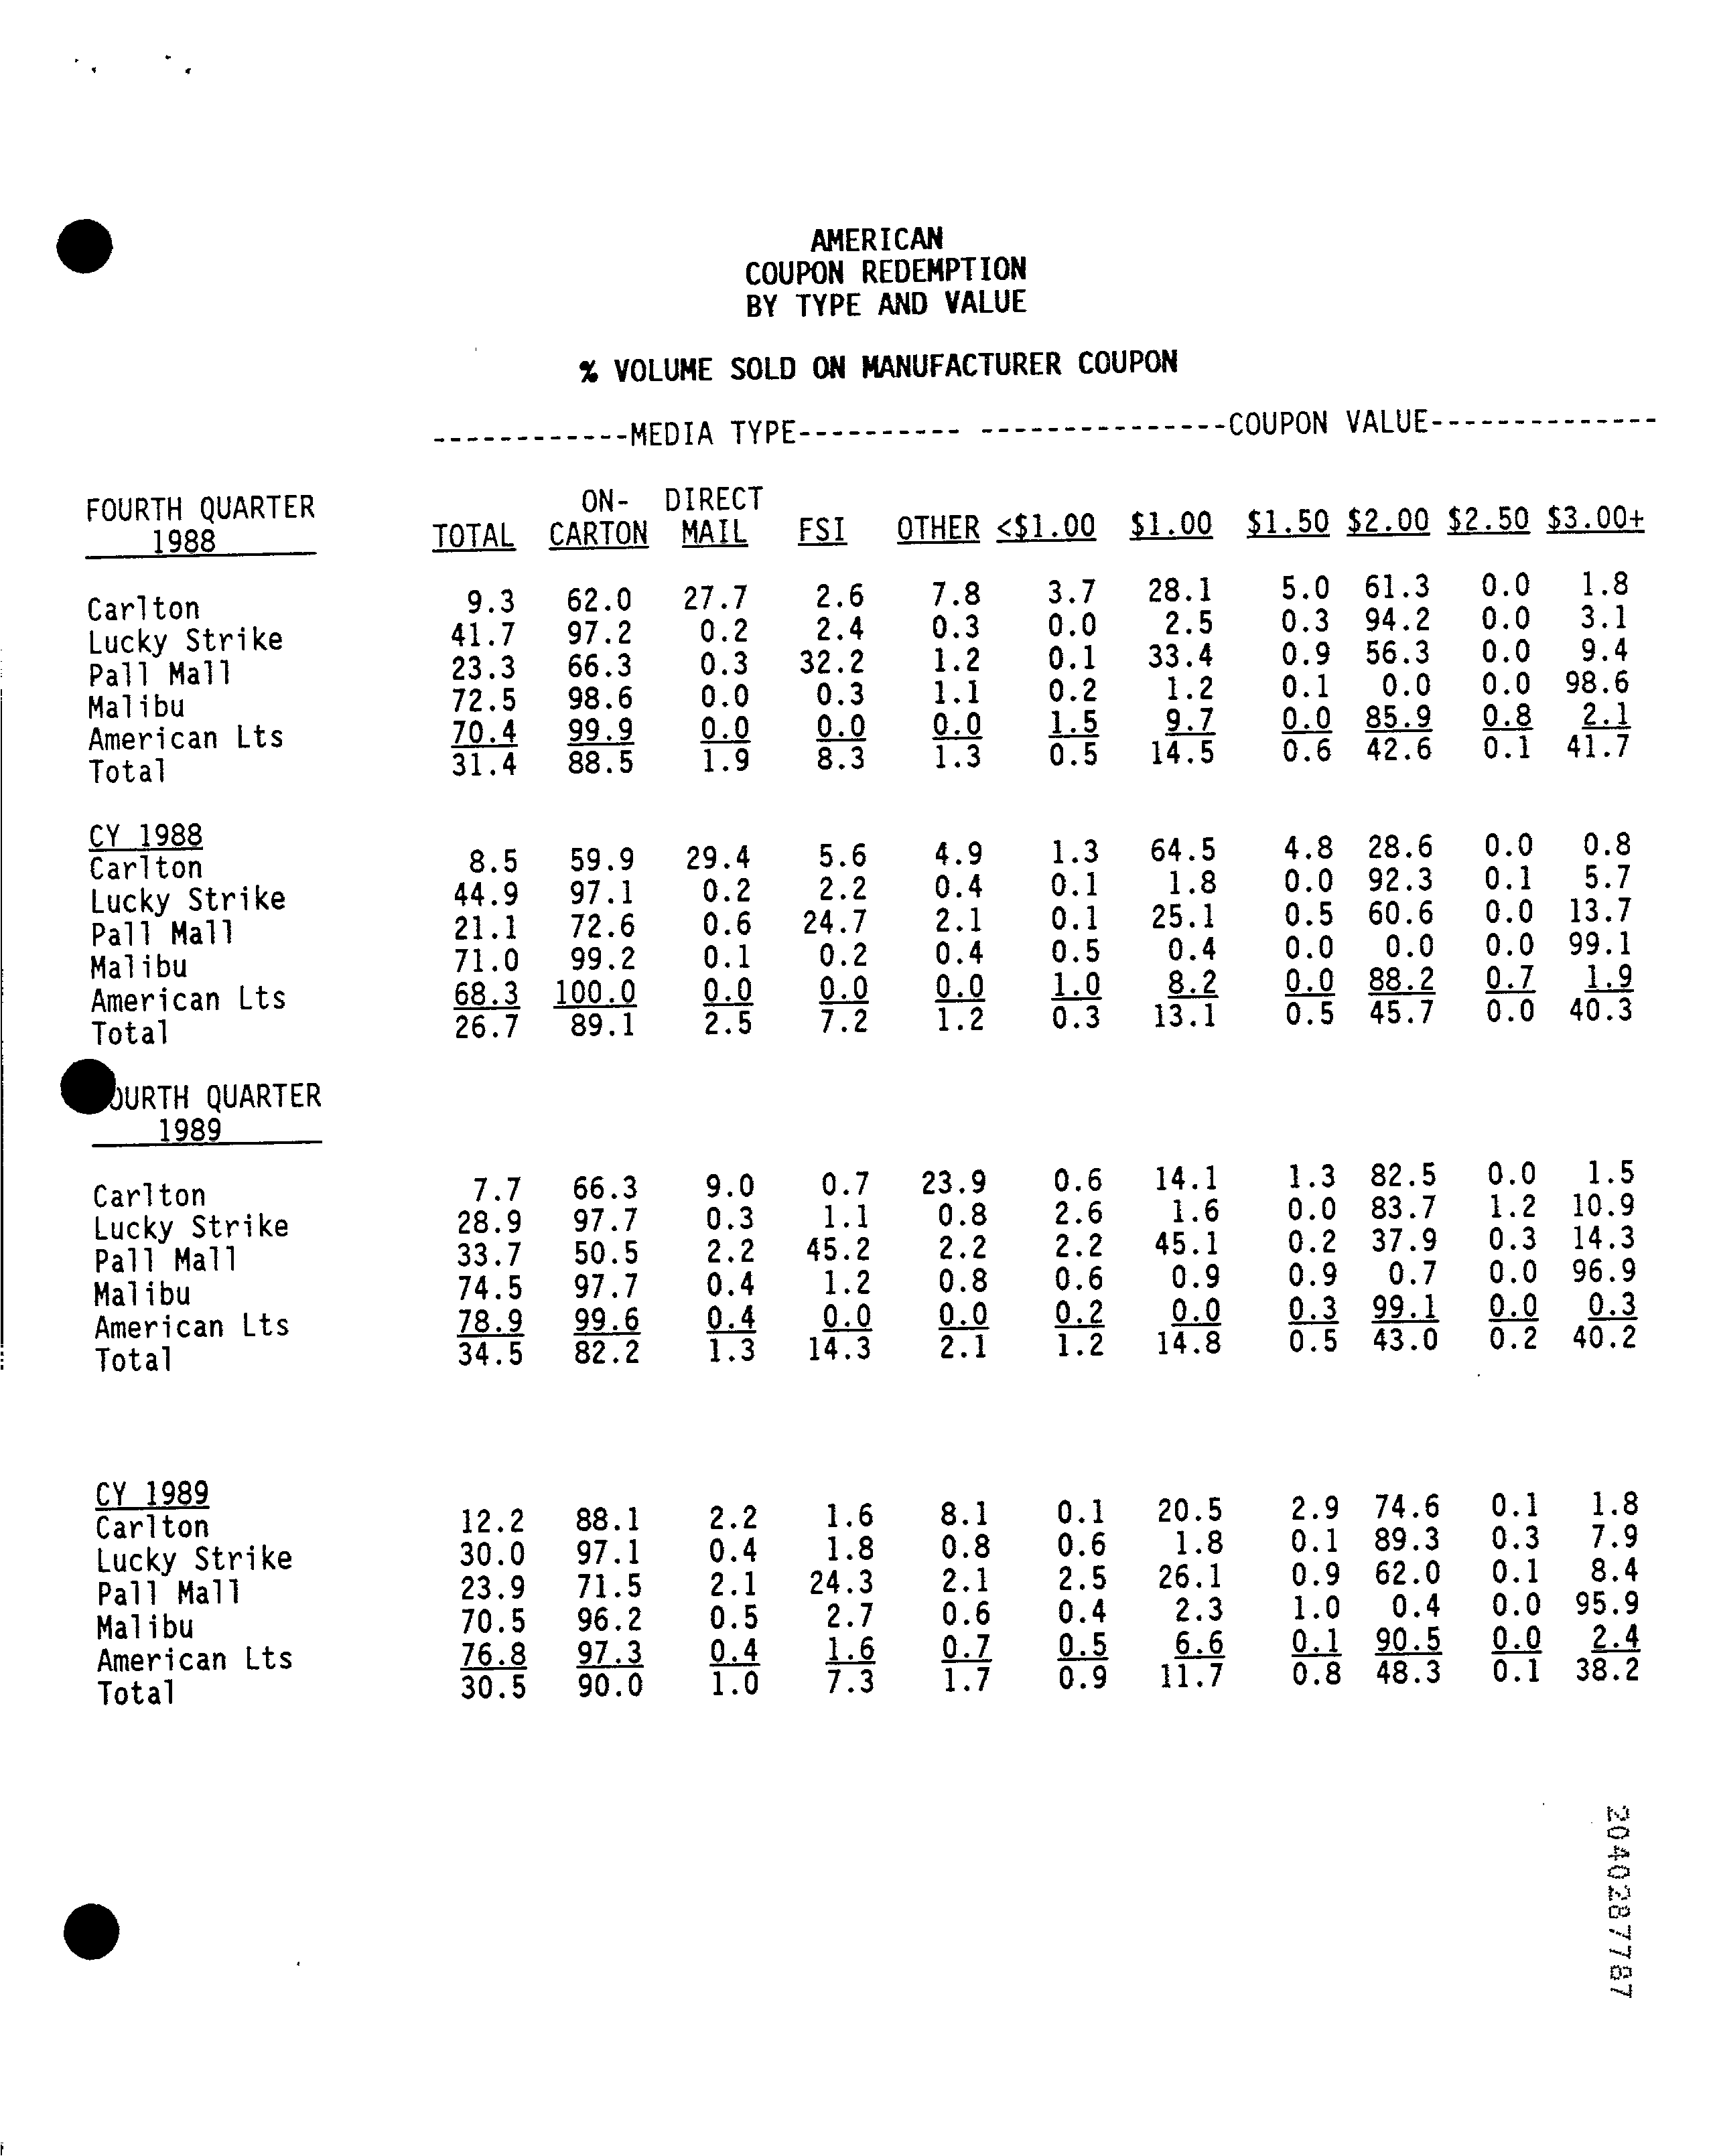 AMERICAN
COUPON REDEMPTION
BY TYPE AND VALUE
% VOLUME SOLD ON MANUFACTURER COUPON
------------MEDIA TYPE---------- ---------------COUPON VALUE--------------
ON- DIRECT
FOURTH QUARTER TOTAL CARTON MAIL FSI OTHER <$1.00 $1.00 $1.50 $2.00 $2.50 $3.00+
1988
Carlton 9.3 62.0 27.7 2.6 7.8 3.7 28.1 5.0 61.3 0.0 1.8
Lucky Strike 41.7 97.2 0.2 2.4 0.3 0.0 2.5 0.3 94.2 0.0 3.1
Pall Mall 23.3 66.3 0.3 32.2 1.2 0.1 33.4 0.9 56.3 0.0 9.4
Malibu 72.5 98.6 0.0 0.3 1.1 0.2 1.2 0.1 0.0 0.0 98.6
American Lts 70.4 99.9 0.0 0.0 0.0 1.5 9.7 0.0 85.9 0.8 2.1
Total 31.4 88.5 1.9 8.3 1.3 0.5 14.5 0.6 42.6 0.1 41.7
CY 1988
Carlton 8.5 59.9 29.4 5.6 4.9 1.3 64.5 4.8 28.6 0.0 0.8
Lucky Strike 44.9 97.1 0.2 2.2 0.4 0.1 1.8 0.0 92.3 0.1 5.7
Pall Mall 21.1 72.6 0.6 24.7 2.1 0.1 25.1 0.5 60.6 0.0 13.7
Malibu 71.0 99.2 0.1 0.2 0.4 0.5 0.4 0.0 0.0 0.0 99.1
American Lts 68.3 100.0 0.0 0.0 0.0 1.0 8.2 0.0 88.2 0.7 1.9
Total 26.7 89.1 2.5 7.2 1.2 0.3 13.1 0.5 45.7 0.0 40.3
OURTH QUARTER
1989
Carlton 7.7 66.3 9.0 0.7 23.9 0.6 14.1 1.3 82.5 0.0 1.5
Lucky Strike 28.9 97.7 0.3 1.1 0.8 2.6 1.6 0.0 83.7 1.2 10.9
Pall Mall 33.7 50.5 2.2 45.2 2.2 2.2 45.1 0.2 37.9 0.3 14.3
Malibu 74.5 97.7 0.4 1.2 0.8 0.6 0.9 0.9 0.7 0.0 96.9
American Lts 78.9 99.6 0.4 0.0 0.0 0.2 0.0 0.3 99.1 0.0 0.3
Total 34.5 82.2 1.3 14.3 2.1 1.2 14.8 0.5 43.0 0.2 40.2
CY 1989
Carlton 12.2 88.1 2.2 1.6 8.1 0.1 20.5 2.9 74.6 0.1 1.8
Lucky Strike 30.0 97.1 0.4 1.8 0.8 0.6 1.8 0.1 89.3 0.3 7.9
Pall Mall 23.9 71.5 2.1 24.3 2.1 2.5 26.1 0.9 62.0 0.1 8.4
Malibu 70.5 96.2 0.5 2.7 0.6 0.4 2.3 1.0 0.4 0.0 95.9
American Lts 76.8 97.3 0.4 1.6 0.7 0.5 6.6 0.1 90.5 0.0 2.4
Total 30.5 90.0 1.0 7.3 1.7 0.9 11.7 0.8 48.3 0.1 38.2
2040287787